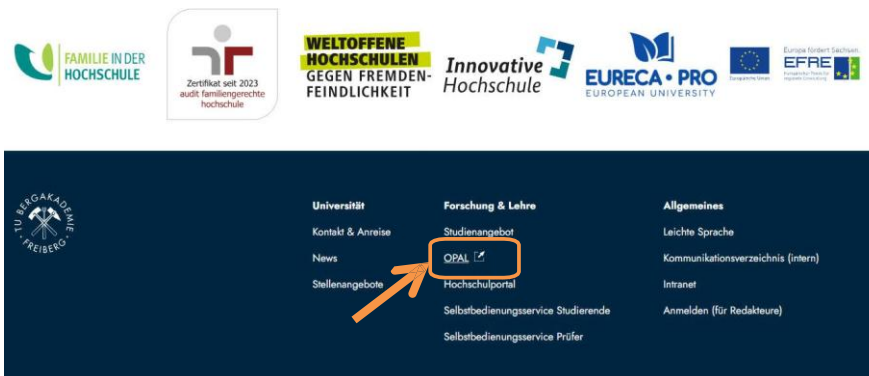 FAMILIE IN DER
HOCHSCHULE
Zertifikat seit 2023
audit familiengerechte
hochschule
WELTOFFENE
HOCHSCHULEN
GEGEN FREMDEN-
FEINDLICHKEIT
Innovative
Hochschule
EURECA • PRO
EUROPEAN UNIVERSITY
Europäische Union
Europa fördert Sachsen.
EFRE
TU BERGAKADEMIE
FREIBERG
Universität
Kontakt & Anreise
News
Stellenangebote
Forschung & Lehre
Studienangebot
OPAL
Hochschulportal
Selbstbedienungsservice Studierende
Selbstbedienungsservice Prüfer
Allgemeines
Leichte Sprache
Kommunikationsverzeichnis (intern)
Intranet
Anmelden (für Redakteure)